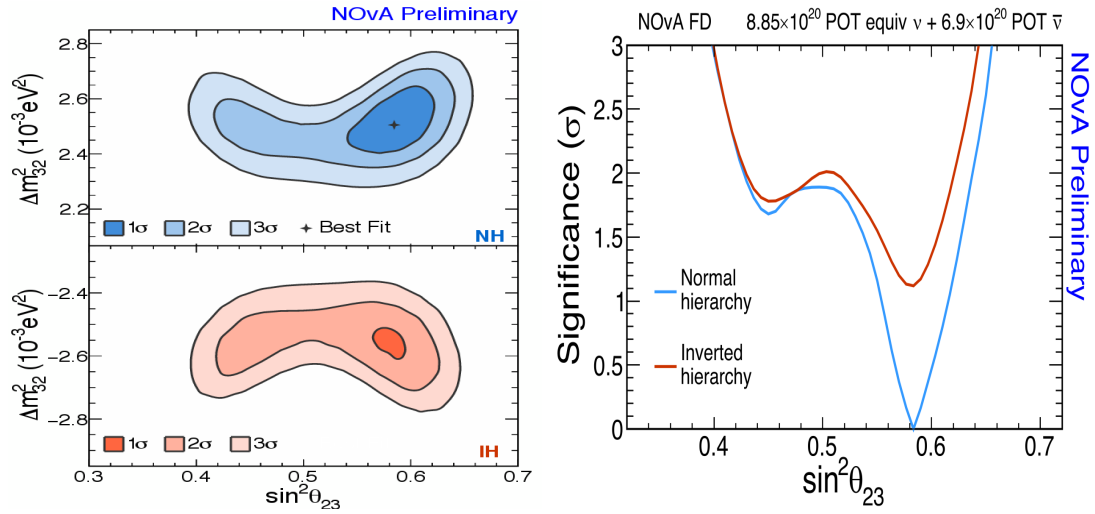 NOvA Preliminary
2.8
2.6
2.4
2.2
Δm²₃₂ (10⁻³eV²)
1σ 2σ 3σ Best Fit
NH
−2.4
−2.6
−2.8
Δm²₃₂ (10⁻³eV²)
1σ 2σ 3σ
IH
0.3 0.4 0.5 0.6 0.7
sin²θ₂₃
NOvA FD 8.85×10²⁰ POT equiv ν + 6.9×10²⁰ POT ν̅
3
2.5
2
1.5
1
0.5
0
Significance (σ)
Normal
hierarchy
Inverted
hierarchy
0.4 0.5 0.6 0.7
sin²θ₂₃
NOvA Preliminary